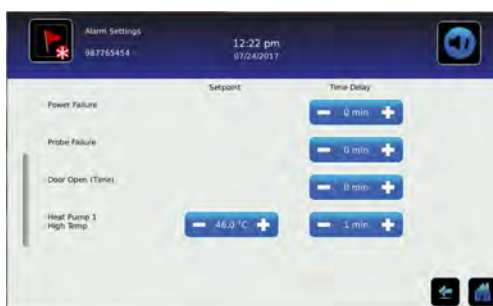 Alarm Settings
12:22 pm
987765454
07/24/2017
Setpoint Time Delay
Power Failure
0 min
Probe Failure
0 min
Door Open (Time)
0 min
Heat Pump 1
High Temp
46.0 °C
1 min